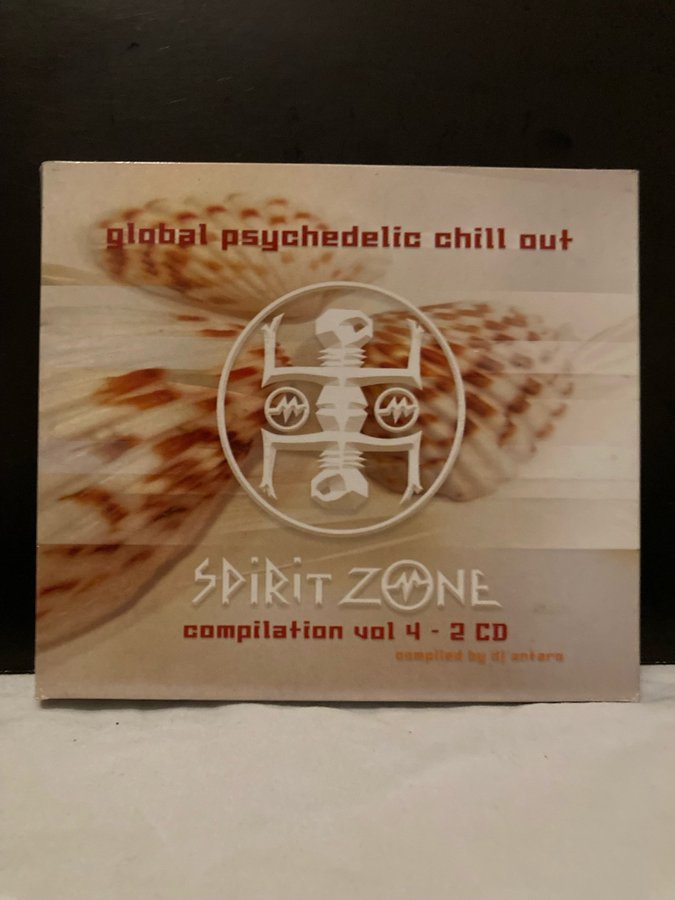 global psychedelic chill out
SPiRiT ZONE
compilation vol 4 - 2 CD
compiled by dj antaro